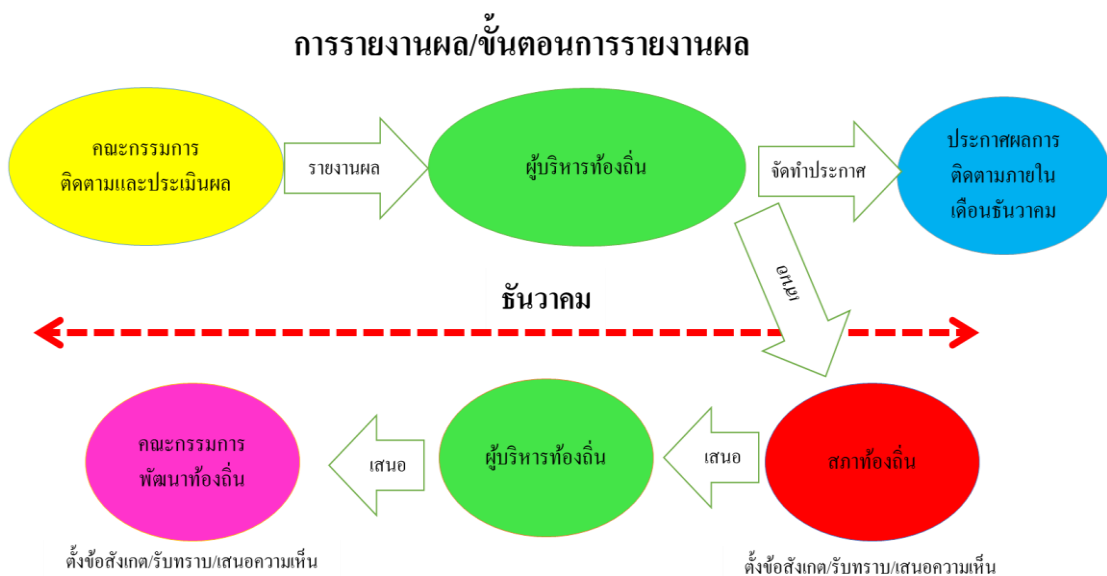 การรายงานผล/ขั้นตอนการรายงานผล
คณะกรรมการ
ติดตามและประเมินผล
รายงานผล
ผู้บริหารท้องถิ่น
จัดทำประกาศ
ประกาศผลการ
ติดตามภายใน
เดือนธันวาคม
เสนอ
ธันวาคม
คณะกรรมการ
พัฒนาท้องถิ่น
เสนอ
ผู้บริหารท้องถิ่น
เสนอ
สภาท้องถิ่น
ตั้งข้อสังเกต/รับทราบ/เสนอความเห็น
ตั้งข้อสังเกต/รับทราบ/เสนอความเห็น